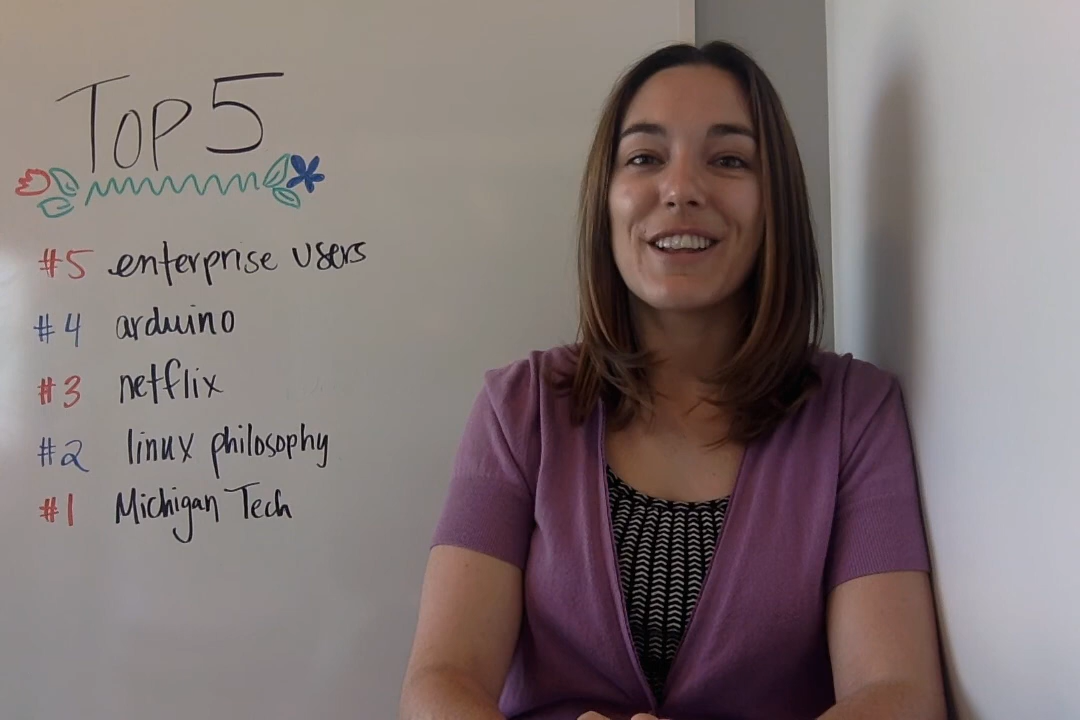 Top 5
#5 enterprise users
#4 arduino
#3 netflix
#2 linux philosophy
#1 Michigan Tech